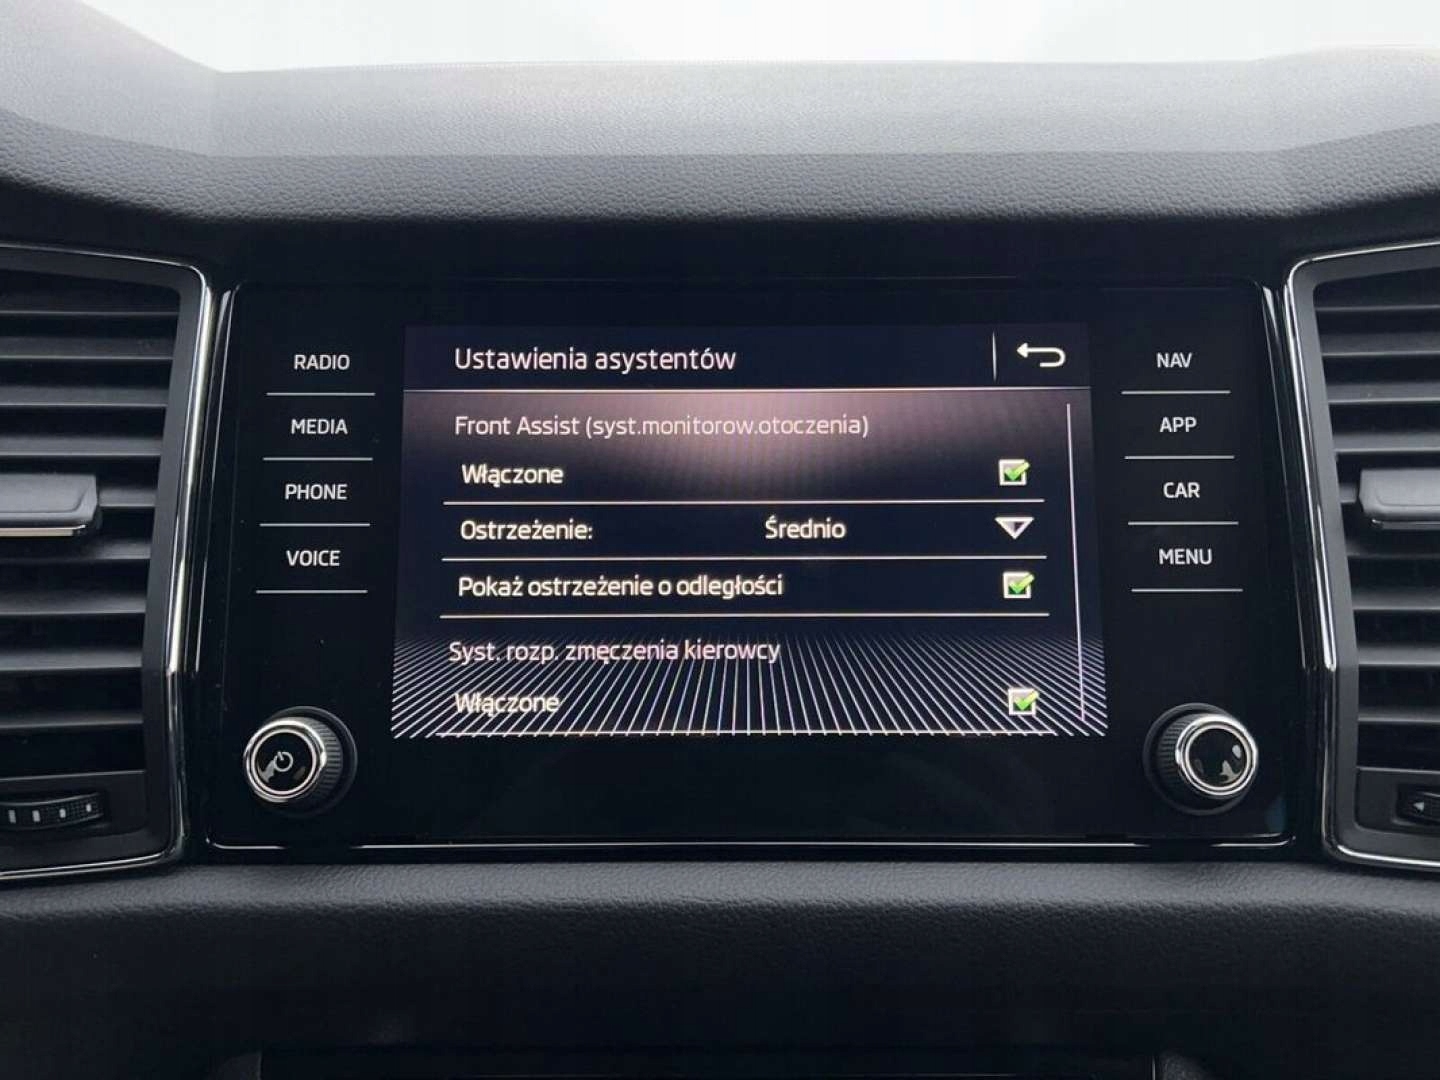 Ustawienia asystentów
RADIO
MEDIA
PHONE
VOICE
Front Assist (syst.monitorow.otoczenia)
Włączone
Ostrzeżenie: Średnio
Pokaż ostrzeżenie o odległości
Syst. rozp. zmęczenia kierowcy
Włączone
NAV
APP
CAR
MENU